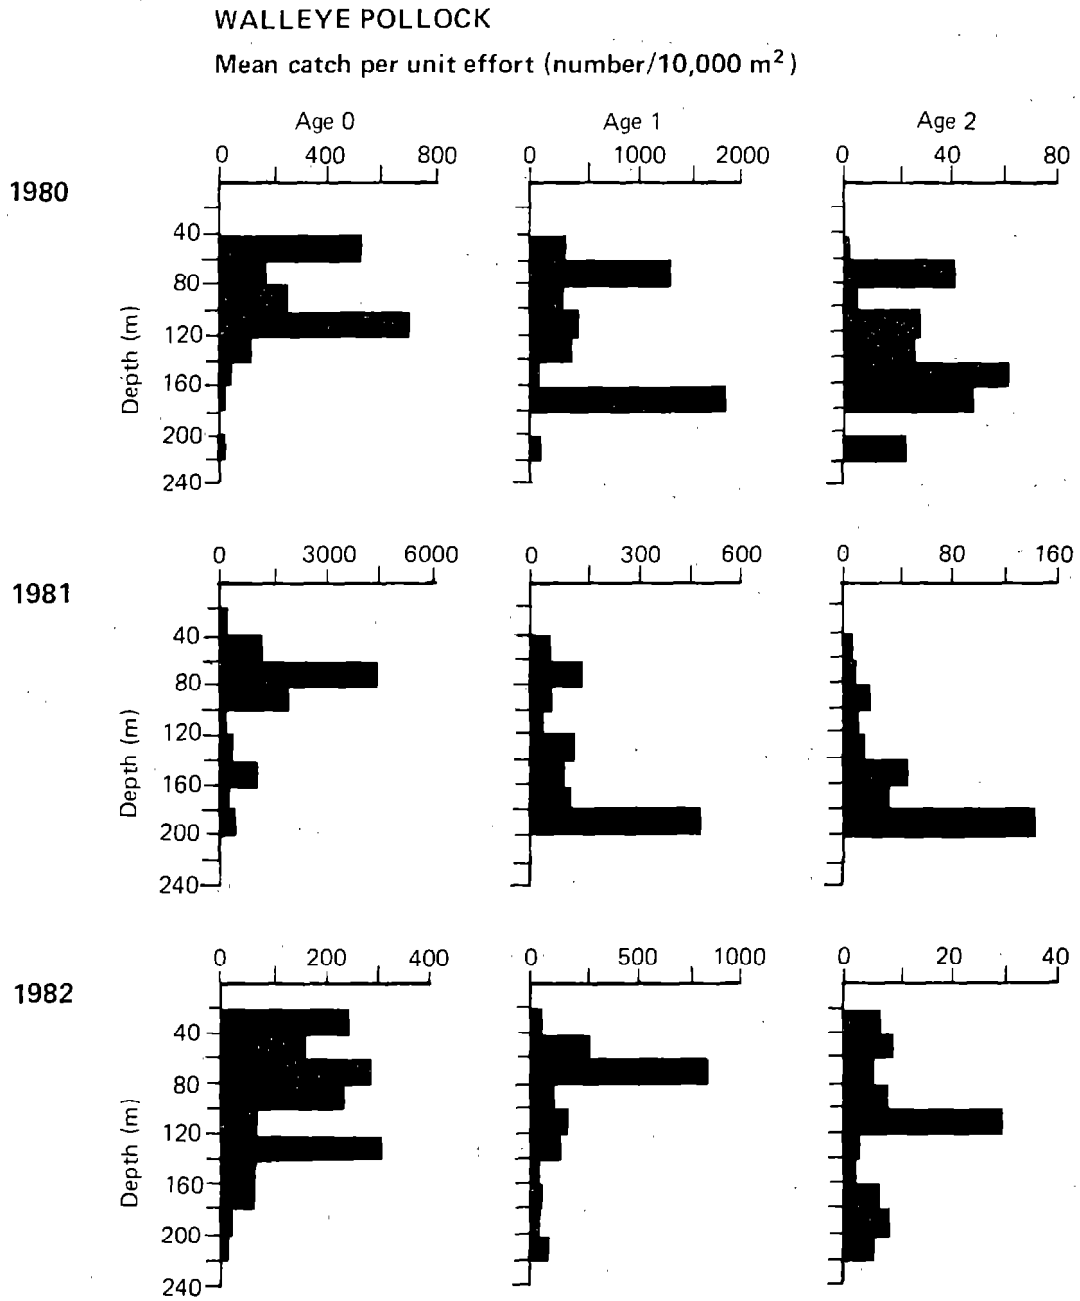 WALLEYE POLLOCK
Mean catch per unit effort (number/10,000 m²)
Age 0 Age 1 Age 2
0 400 800 0 1000 2000 0 40 80
1980
40
80
120
160
200
240
Depth (m)
0 3000 6000 0 300 600 0 80 160
1981
40
80
120
160
200
240
Depth (m)
0 200 400 0 500 1000 0 20 40
1982
40
80
120
160
200
240
Depth (m)